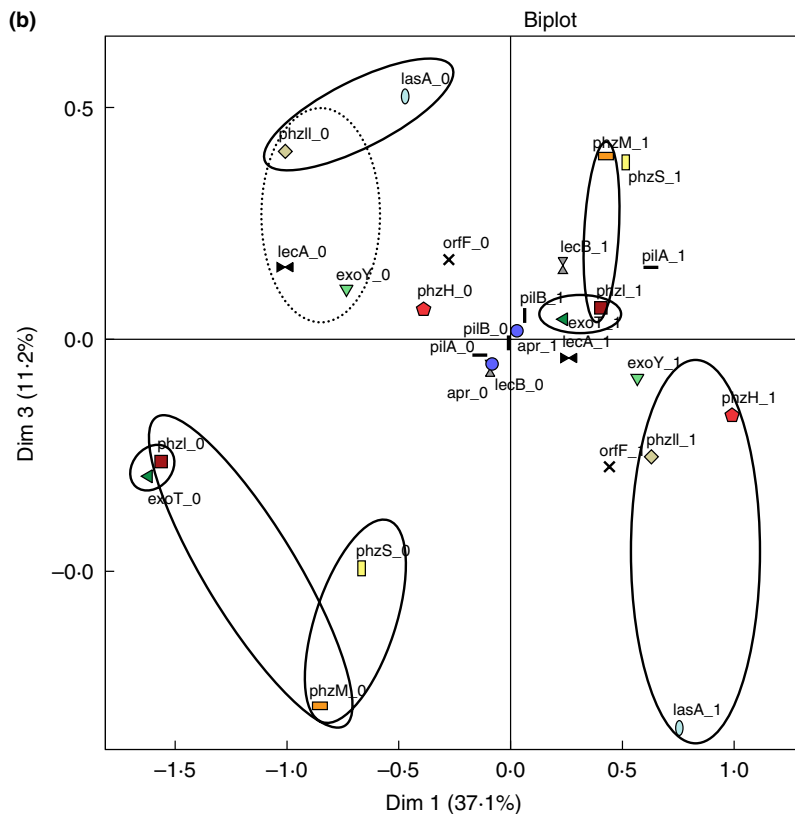 (b)
Biplot
lasA_0
0·5
phzII_0
phzM_1
phzS_1
orfF_0
lecA_0
lecB_1
pilA_1
exoY_0
phzH_0
pilB_1
phzI_1
pilB_0
exoT_1
0·0
pilA_0
apr_1
lecA_1
apr_0
lecB_0
exoY_1
phzH_1
phzI_0
orfF_1
phzII_1
exoT_0
phzS_0
–0·0
phzM_0
lasA_1
–1·5
–1·0
–0·5
0·0
0·5
1·0
Dim 1 (37·1%)
Dim 3 (11·2%)